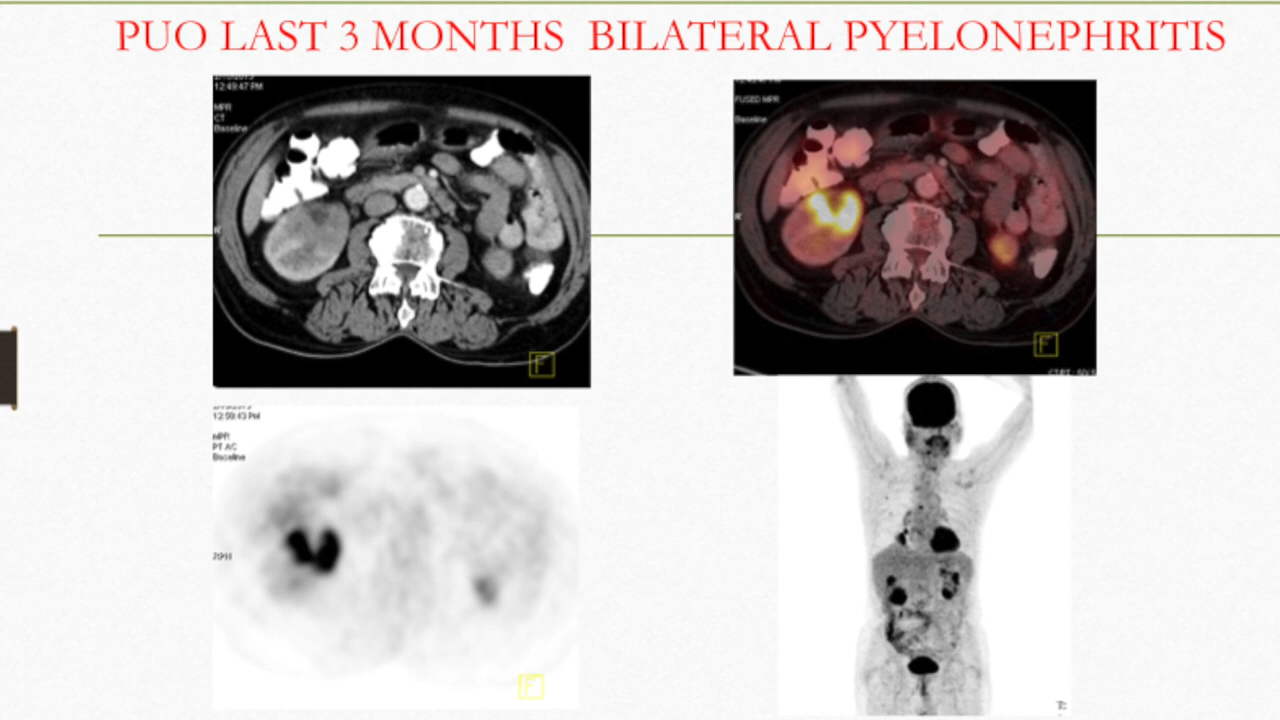 PUO LAST 3 MONTHS  BILATERAL PYELONEPHRITIS
12:49:47 PM
MPR
CT
Baseline
F
FUSED MPR
Baseline
F
12:59:43 PM
MPR
PT AC
Baseline
F